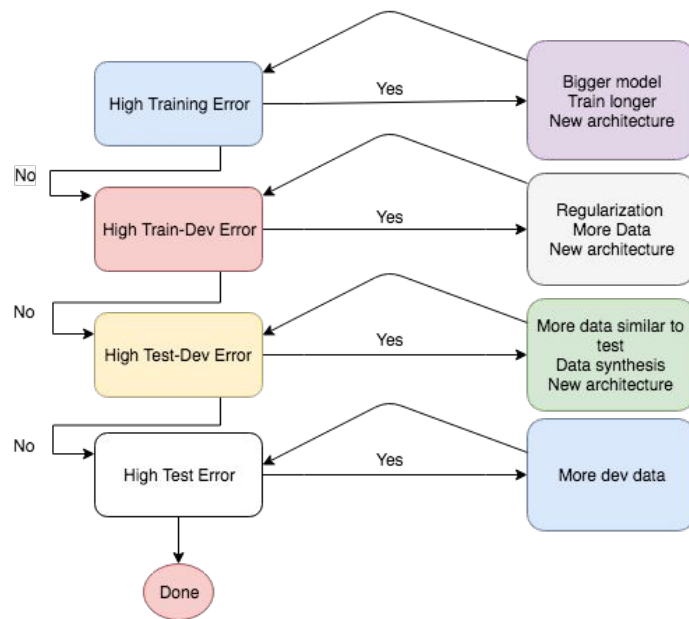 High Training Error
Yes
Bigger model
Train longer
New architecture
No
High Train-Dev Error
Yes
Regularization
More Data
New architecture
No
High Test-Dev Error
Yes
More data similar to
test
Data synthesis
New architecture
No
High Test Error
Yes
More dev data
Done